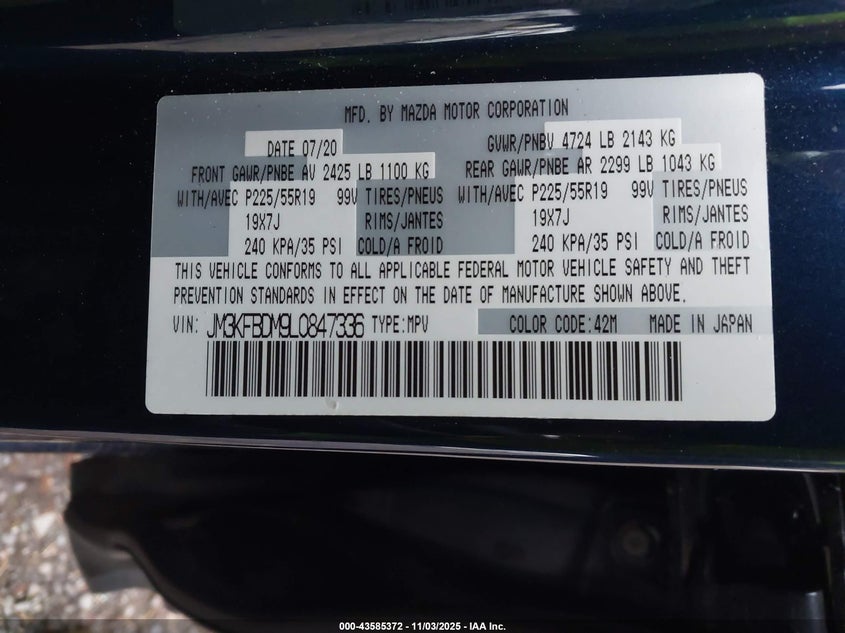 MFD. BY MAZDA MOTOR CORPORATION
DATE 07/20 GVWR/PNBV 4724 LB 2143 KG
FRONT GAWR/PNBE AV 2425 LB 1100 KG REAR GAWR/PNBE AR 2299 LB 1043 KG
WITH/AVEC P225/55R19 99V TIRES/PNEUS WITH/AVEC P225/55R19 99V TIRES/PNEUS
19X7J RIMS/JANTES 19X7J RIMS/JANTES
240 KPA/35 PSI COLD/A FROID 240 KPA/35 PSI COLD/A FROID
THIS VEHICLE CONFORMS TO ALL APPLICABLE FEDERAL MOTOR VEHICLE SAFETY AND THEFT
PREVENTION STANDARDS IN EFFECT ON THE DATE OF MANUFACTURE SHOWN ABOVE.
VIN: JM3KFBDM9L0847336 TYPE:MPV COLOR CODE:42M MADE IN JAPAN
000-43585372 - 11/03/2025 - IAA Inc.